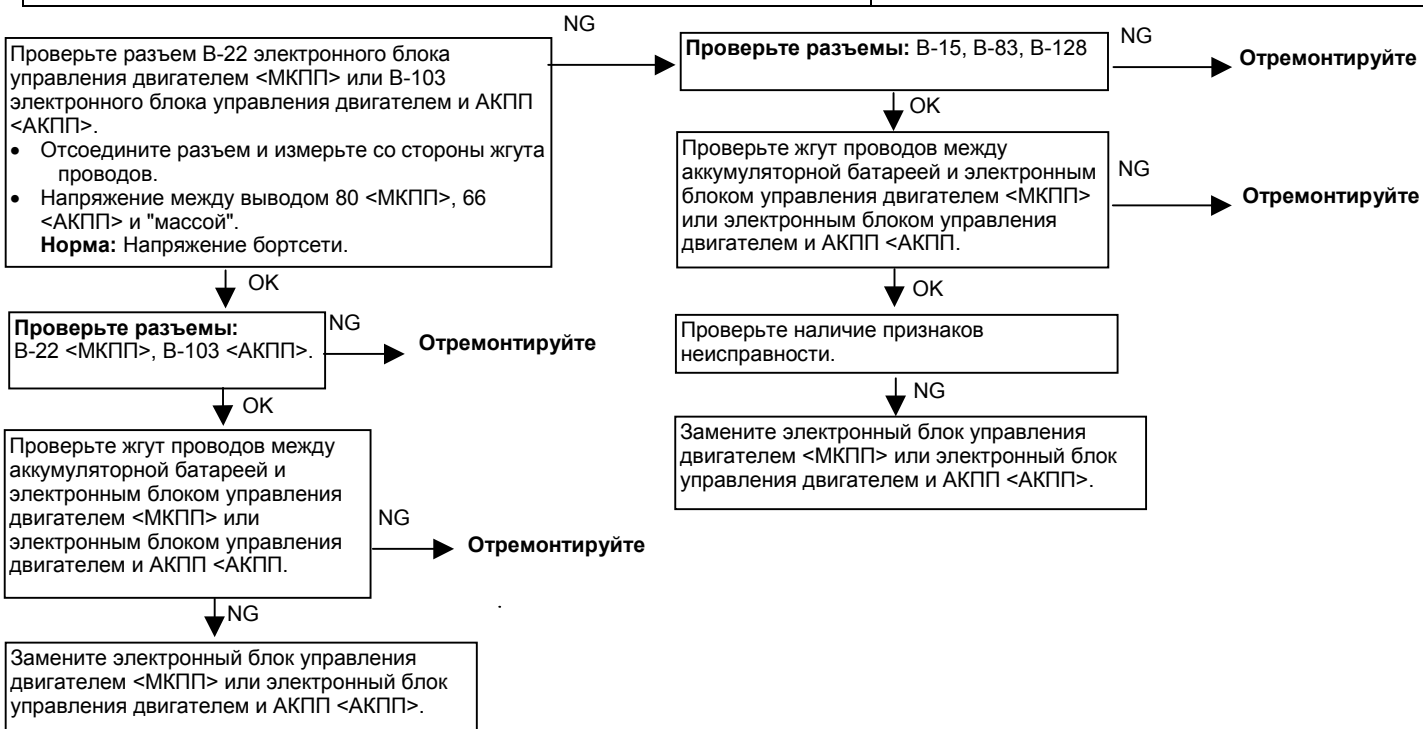 NG
Проверьте разъем B-22 электронного блока
управления двигателем <МКПП> или B-103
электронного блока управления двигателем и АКПП
<АКПП>.
• Отсоедините разъем и измерьте со стороны жгута
проводов.
• Напряжение между выводом 80 <МКПП>, 66
<АКПП> и "массой".
Норма: Напряжение бортсети.
OK
Проверьте разъемы:
B-22 <МКПП>, B-103 <АКПП>.
NG
Отремонтируйте
OK
Проверьте жгут проводов между
аккумуляторной батареей и
электронным блоком управления
двигателем <МКПП> или
электронным блоком управления
двигателем и АКПП <АКПП.
NG
Отремонтируйте
NG
Замените электронный блок управления
двигателем <МКПП> или электронный блок
управления двигателем и АКПП <АКПП>.
Проверьте разъемы: B-15, B-83, B-128
NG
Отремонтируйте
OK
Проверьте жгут проводов между
аккумуляторной батареей и электронным
блоком управления двигателем <МКПП>
или электронным блоком управления
двигателем и АКПП <АКПП.
NG
Отремонтируйте
OK
Проверьте наличие признаков
неисправности.
NG
Замените электронный блок управления
двигателем <МКПП> или электронный блок
управления двигателем и АКПП <АКПП>.
.